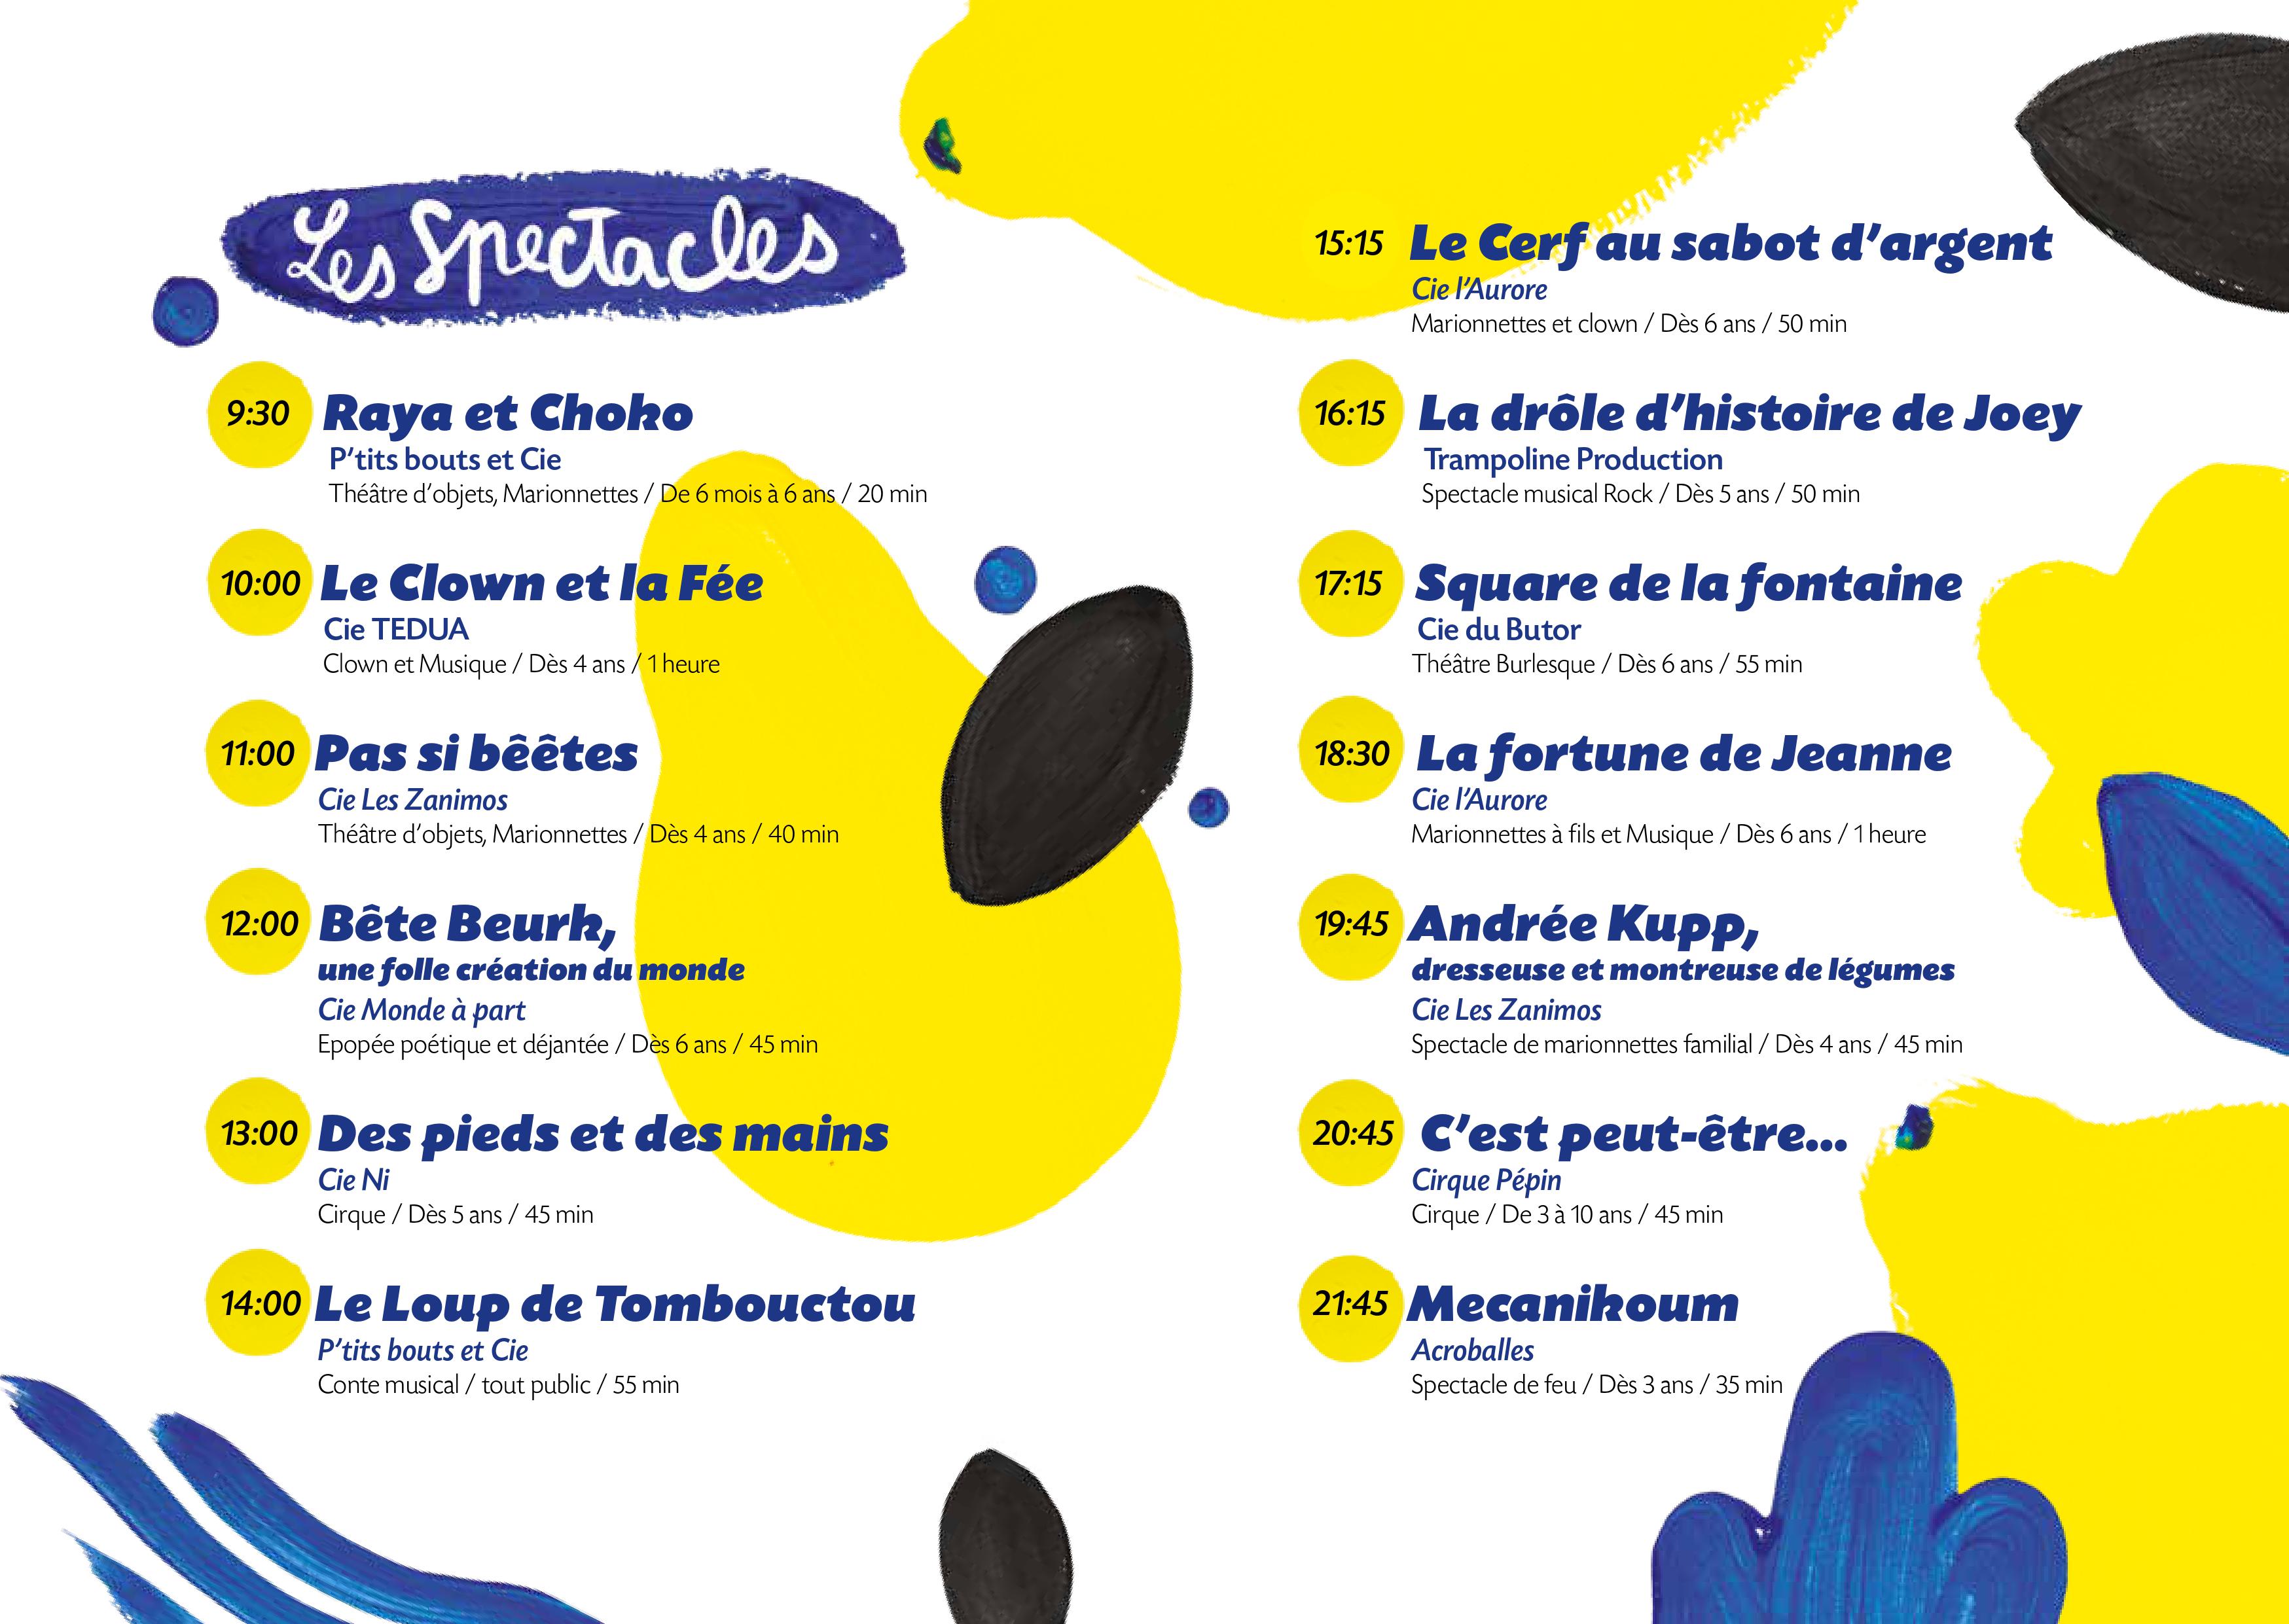 Les Spectacles
9:30 Raya et Choko
P'tits bouts et Cie
Théâtre d'objets, Marionnettes / De 6 mois à 6 ans / 20 min
10:00 Le Clown et la Fée
Cie TEDUA
Clown et Musique / Dès 4 ans / 1 heure
11:00 Pas si bêêtes
Cie Les Zanimos
Théâtre d'objets, Marionnettes / Dès 4 ans / 40 min
12:00 Bête Beurk,
une folle création du monde
Cie Monde à part
Epopée poétique et déjantée / Dès 6 ans / 45 min
13:00 Des pieds et des mains
Cie Ni
Cirque / Dès 5 ans / 45 min
14:00 Le Loup de Tombouctou
P'tits bouts et Cie
Conte musical / tout public / 55 min
15:15 Le Cerf au sabot d'argent
Cie l'Aurore
Marionnettes et clown / Dès 6 ans / 50 min
16:15 La drôle d'histoire de Joey
Trampoline Production
Spectacle musical Rock / Dès 5 ans / 50 min
17:15 Square de la fontaine
Cie du Butor
Théâtre Burlesque / Dès 6 ans / 55 min
18:30 La fortune de Jeanne
Cie l'Aurore
Marionnettes à fils et Musique / Dès 6 ans / 1 heure
19:45 Andrée Kupp,
dresseuse et montreuse de légumes
Cie Les Zanimos
Spectacle de marionnettes familial / Dès 4 ans / 45 min
20:45 C'est peut-être...
Cirque Pépin
Cirque / De 3 à 10 ans / 45 min
21:45 Mecanikoum
Acroballes
Spectacle de feu / Dès 3 ans / 35 min